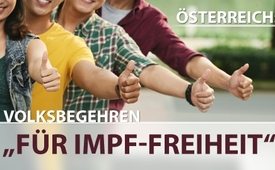 ÖSTERREICH
VOLKSBEGEHREN
„FÜR IMPF-FREIHEIT“